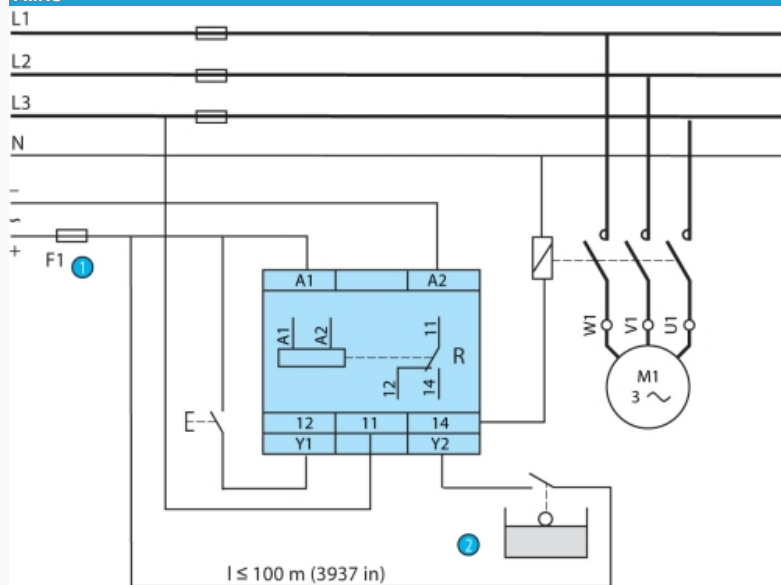 L1
L2
L3
N
–
~
+
F1
1
A1
A2
A1
A2
11
R
12
14
12
11
14
Y1
Y2
E
W1
V1
U1
M1
3 ~
2
l ≤ 100 m (3937 in)